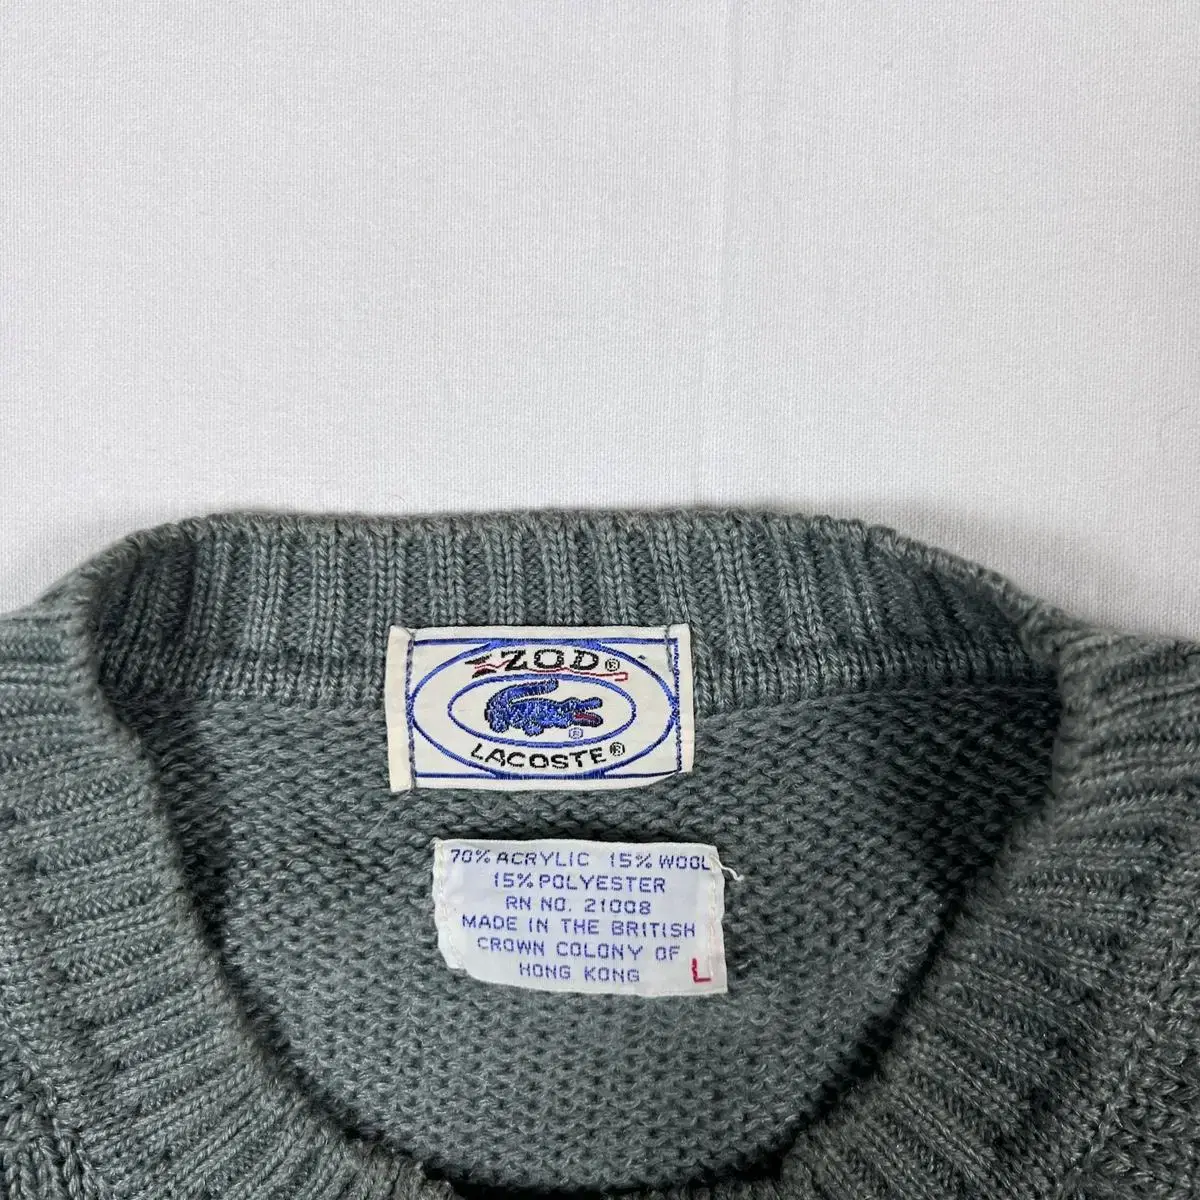 IZOD®
®
LACOSTE®
70% ACRYLIC 15% WOOL
15% POLYESTER
RN NO. 21008
MADE IN THE BRITISH
CROWN COLONY OF
HONG KONG L